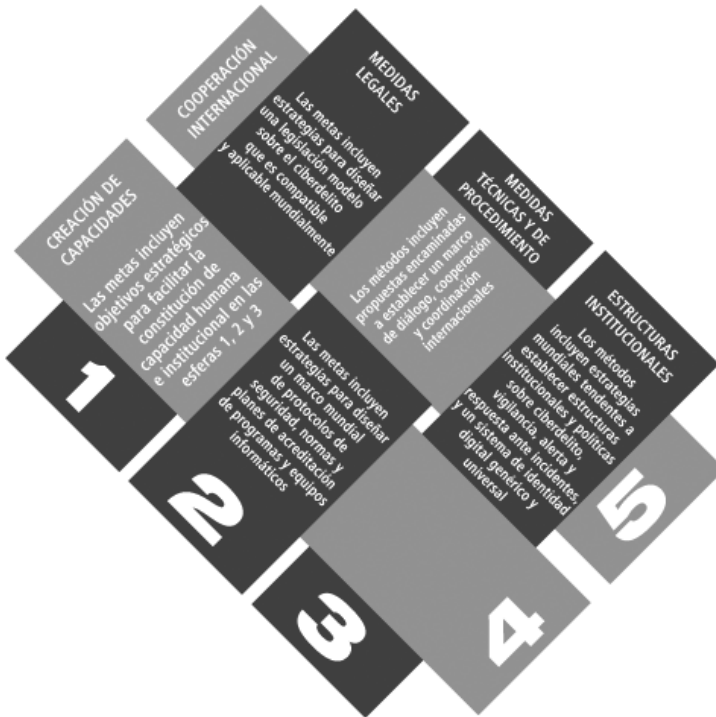 COOPERACIÓN
INTERNACIONAL
MEDIDAS
LEGALES
Las metas incluyen
estrategias para diseñar
una legislación modelo
sobre el ciberdelito
que es compatible
y aplicable mundialmente
CREACIÓN DE
CAPACIDADES
Las metas incluyen
objetivos estratégicos
para facilitar la
constitución de
capacidad humana
e institucional en las
esferas 1, 2 y 3
MEDIDAS
TÉCNICAS Y DE
PROCEDIMIENTO
Los métodos incluyen
propuestas encaminadas
a establecer un marco
de diálogo, cooperación
y coordinación
internacionales
ESTRUCTURAS
INSTITUCIONALES
Los métodos
incluyen estrategias
mundiales tendentes a
establecer estructuras
institucionales y políticas
sobre ciberdelito,
vigilancia, alerta y
respuesta ante incidentes,
y un sistema de identidad
digital genérico y
universal
Las metas incluyen
estrategias para diseñar
un marco mundial
de protocolos de
seguridad, normas y
planes de acreditación
de programas y equipos
informáticos
1
2
3
4
5